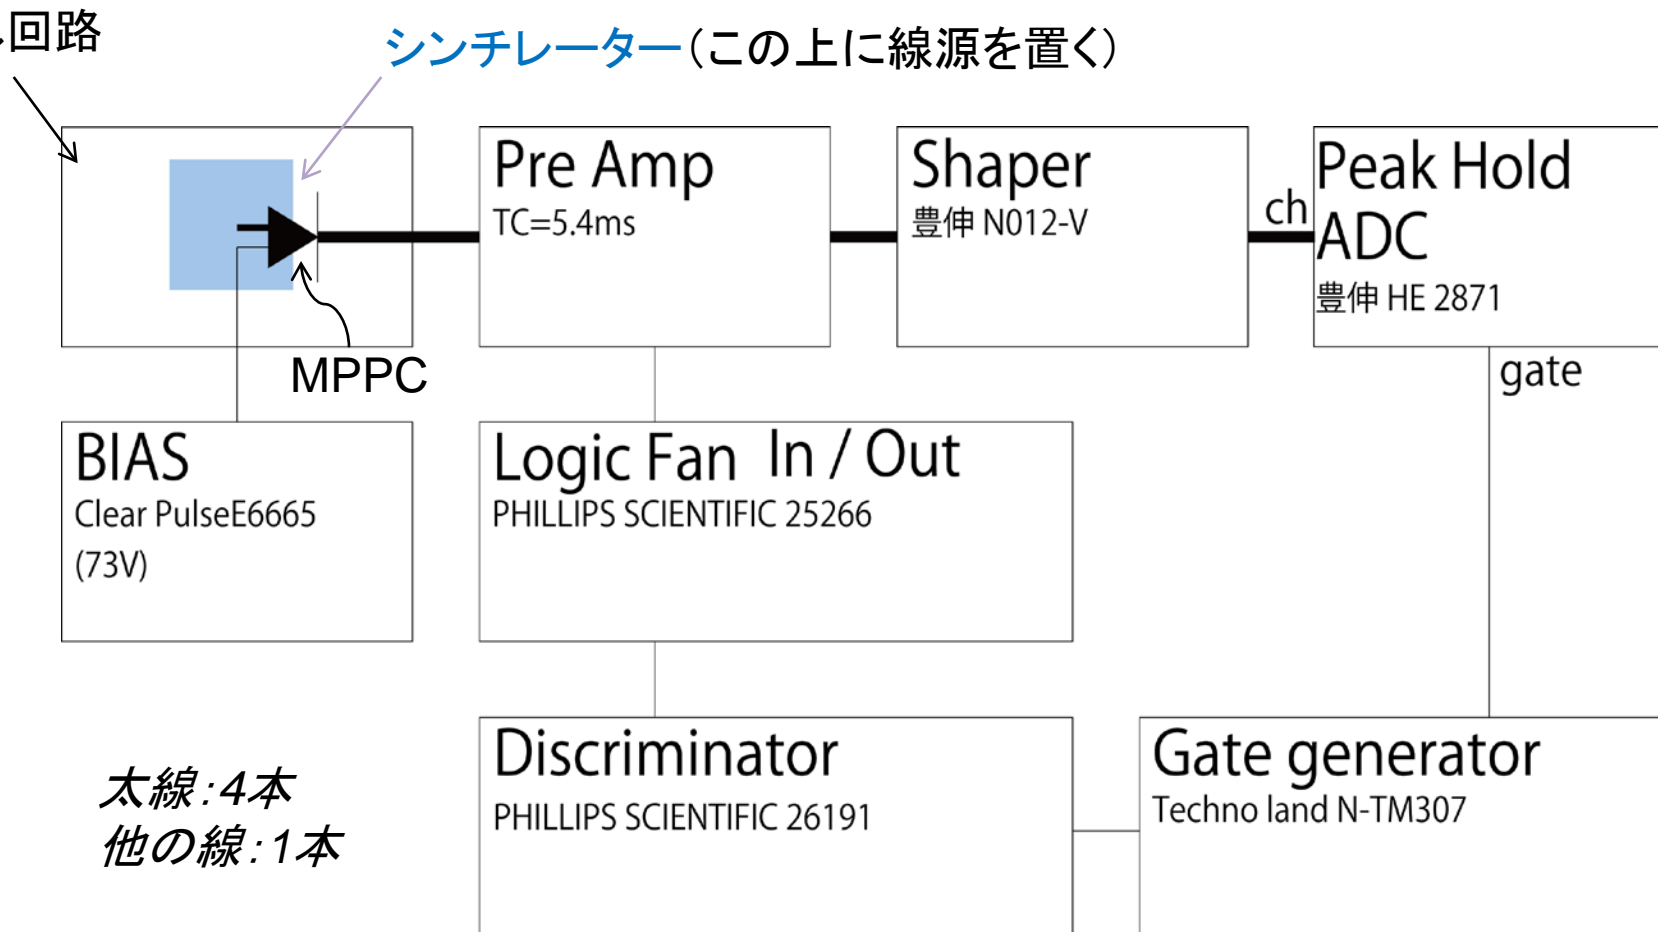 回路
シンチレーター(この上に線源を置く)
Pre Amp
TC=5.4ms
Shaper
豊伸 N012-V
ch
Peak Hold
ADC
豊伸 HE 2871
gate
MPPC
BIAS
Clear PulseE6665
(73V)
Logic Fan In / Out
PHILLIPS SCIENTIFIC 25266
Discriminator
PHILLIPS SCIENTIFIC 26191
Gate generator
Techno land N-TM307
太線:4本
他の線:1本